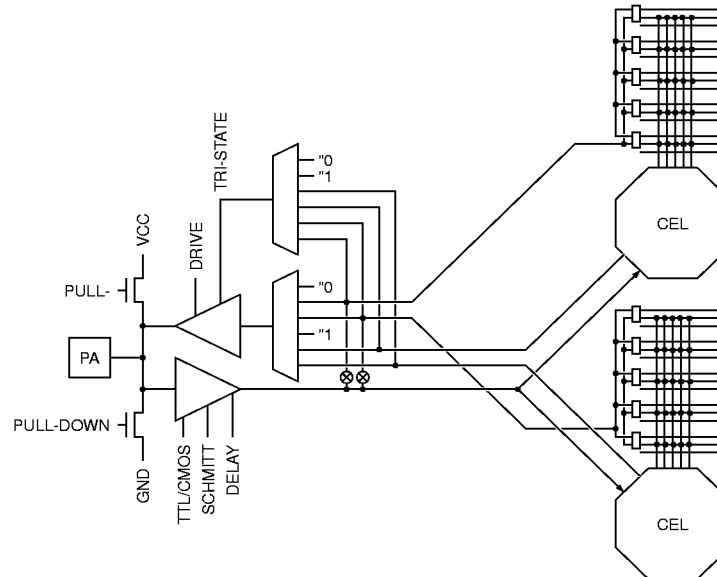 TRI-STATE
"0
"1
VCC
DRIVE
CEL
PULL-
"0
"1
PA
PULL-DOWN
GND
TTL/CMOS
SCHMITT
DELAY
CEL